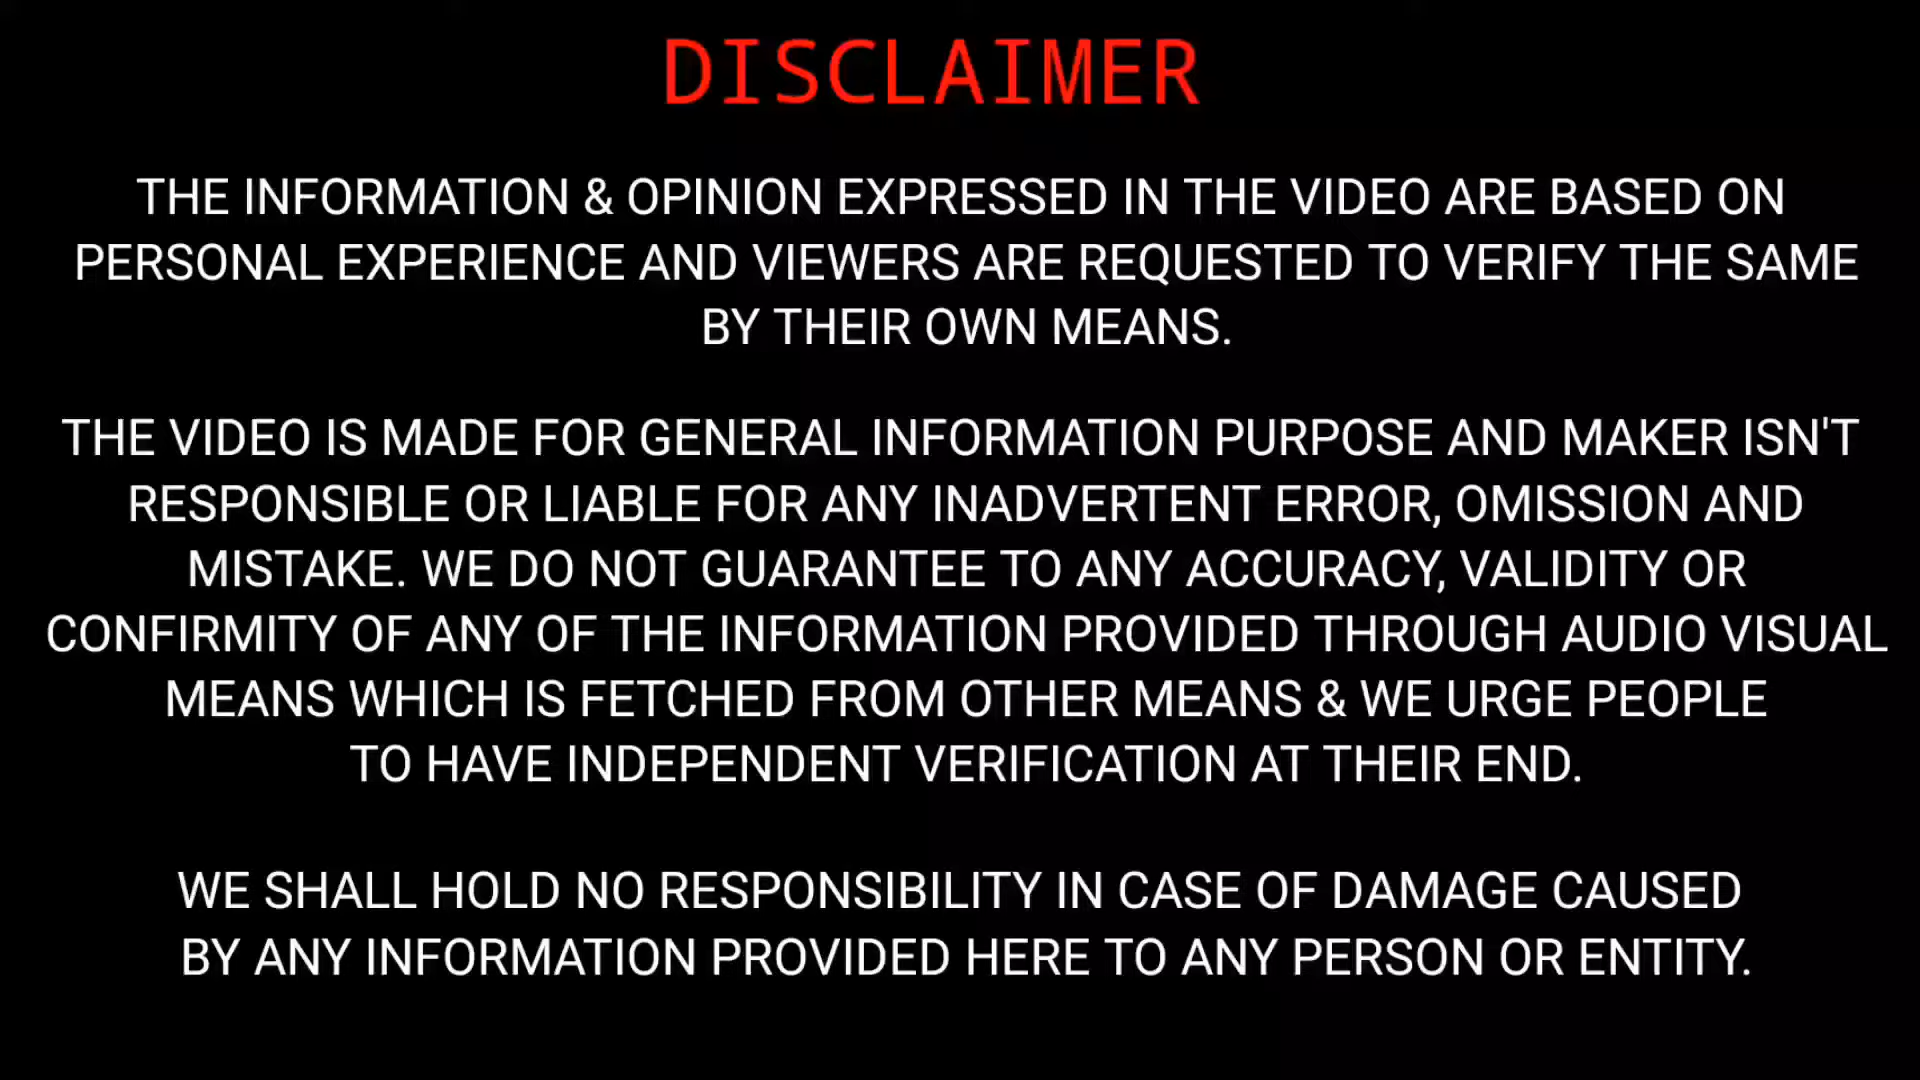 DISCLAIMER
THE INFORMATION & OPINION EXPRESSED IN THE VIDEO ARE BASED ON
PERSONAL EXPERIENCE AND VIEWERS ARE REQUESTED TO VERIFY THE SAME
BY THEIR OWN MEANS.
THE VIDEO IS MADE FOR GENERAL INFORMATION PURPOSE AND MAKER ISN'T
RESPONSIBLE OR LIABLE FOR ANY INADVERTENT ERROR, OMISSION AND
MISTAKE. WE DO NOT GUARANTEE TO ANY ACCURACY, VALIDITY OR
CONFIRMITY OF ANY OF THE INFORMATION PROVIDED THROUGH AUDIO VISUAL
MEANS WHICH IS FETCHED FROM OTHER MEANS & WE URGE PEOPLE
TO HAVE INDEPENDENT VERIFICATION AT THEIR END.
WE SHALL HOLD NO RESPONSIBILITY IN CASE OF DAMAGE CAUSED
BY ANY INFORMATION PROVIDED HERE TO ANY PERSON OR ENTITY.